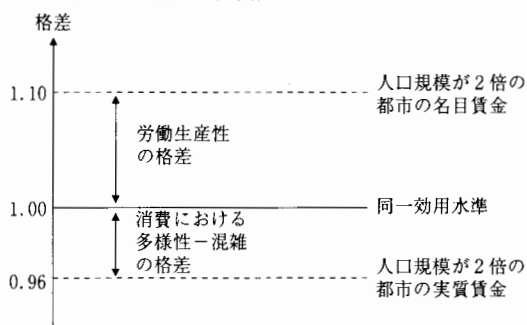 格差
1.10
人口規模が2倍の
都市の名目賃金
労働生産性
の格差
1.00
同一効用水準
消費における
多様性−混雑
の格差
0.96
人口規模が2倍の
都市の実質賃金